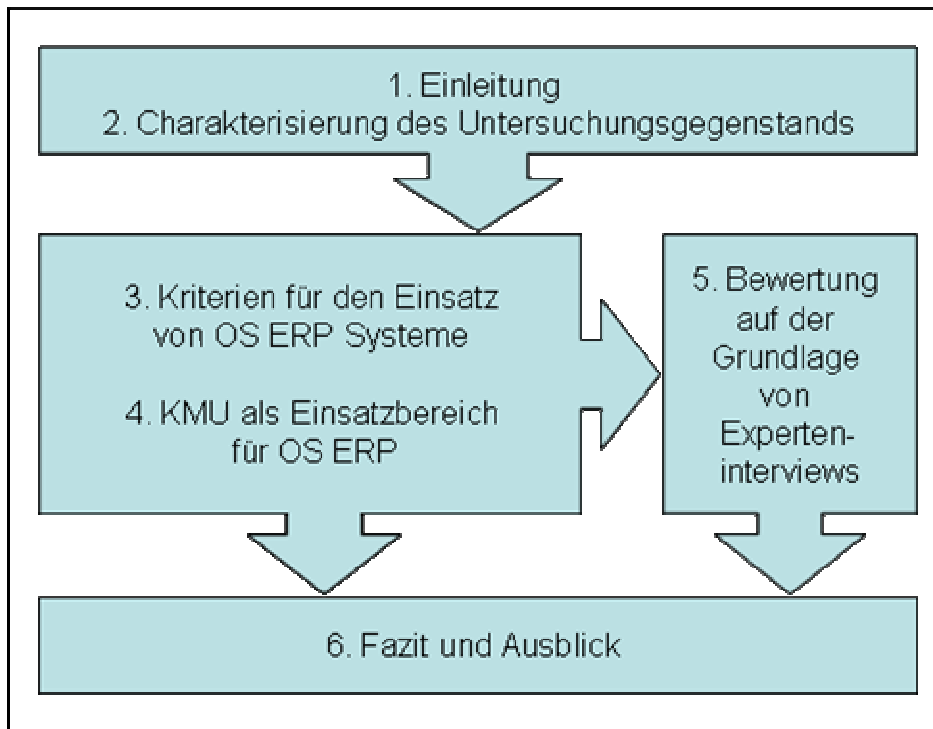 1. Einleitung
2. Charakterisierung des Untersuchungsgegenstands
3. Kriterien für den Einsatz
von OS ERP Systeme
4. KMU als Einsatzbereich
für OS ERP
5. Bewertung
auf der
Grundlage
von
Experten-
interviews
6. Fazit und Ausblick